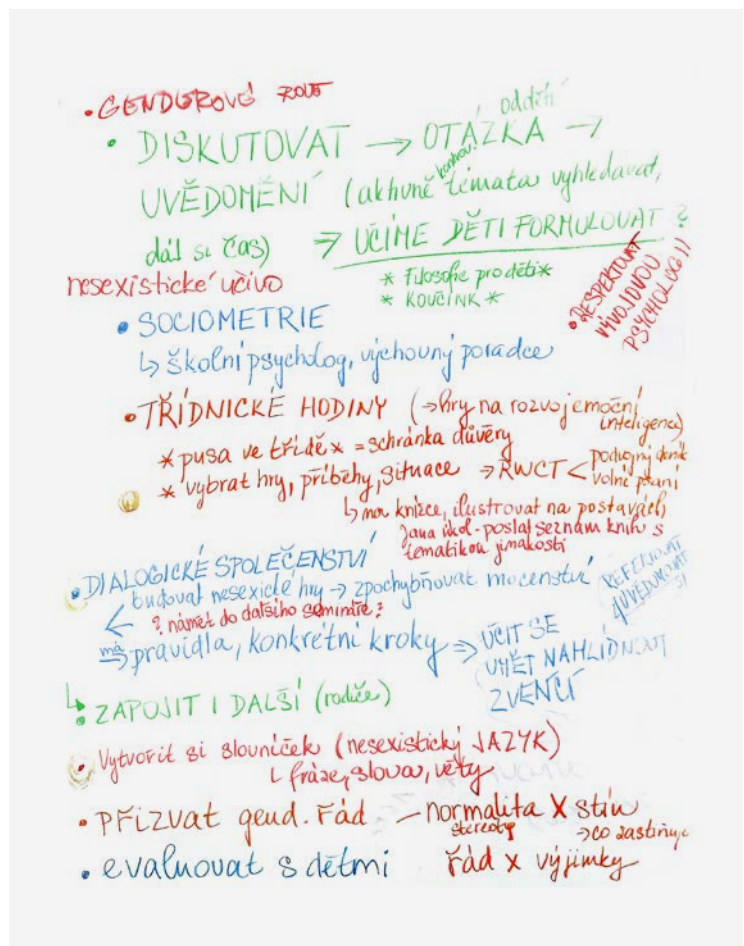 • GENDEROVÉ ROLE
• DISKUTOVAT → OTÁZKA →
oddělí
UVĚDOMĚNÍ (aktivně témata vyhledávat,
kontrov.
dál si čas) ⇒ UČÍME DĚTI FORMULOVAT ?
* Filosofie pro děti *
* KOUČINK *
nesexistické učivo
• RESPEKTOVAT
VÝVOJOVOU
PSYCHOLOGII
• SOCIOMETRIE
↳ školní psycholog, výchovný poradce
• TŘÍDNICKÉ HODINY (→ hry na rozvoj emoční
inteligence)
* pusa ve třídě * = schránka důvěry
* vybrat hry, příběhy, situace → RWCT <
podvojný deník
volné psaní
↳ knížce, ilustrovat na postavách
Jana úkol - poslat seznam knih s
tematikou jinakosti
• DIALOGICKÉ SPOLEČENSTVÍ
budovat nesexické hry → zpochybňovat mocenství
REFLEKTOVAT
UVĚDOMOVAT
SI
← ? námět do dalšího semináře ?
má
⇒ pravidla, konkrétní kroky ⇒ UČIT SE
UMĚT NAHLÍDNOUT
ZVENČÍ
↳ • ZAPOJIT I DALŠÍ (rodiče)
• Vytvořit si slovníček (nesexistický JAZYK)
└ fráze, slova, věty
• přizvat gend. řád – normalita X stín
stereotyp → co zastiňuje
• evaluovat s dětmi řád x výjimky